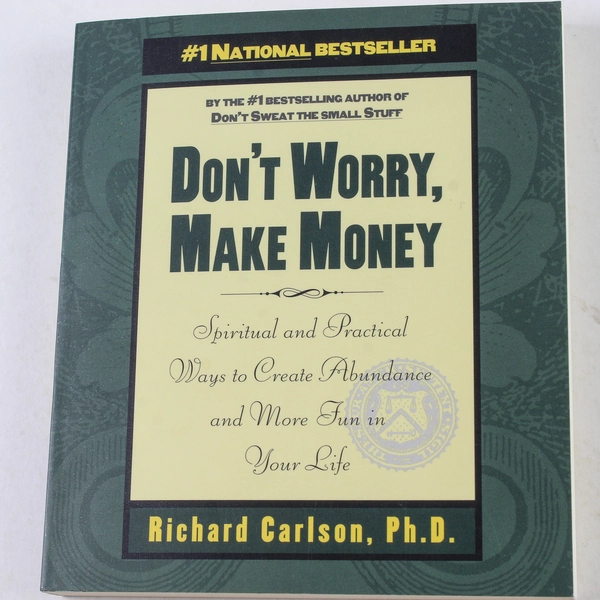 #1 NATIONAL BESTSELLER
BY THE #1 BESTSELLING AUTHOR OF
DON'T SWEAT THE SMALL STUFF
DON'T WORRY,
MAKE MONEY
Spiritual and Practical
Ways to Create Abundance
and More Fun in
Your Life
Richard Carlson, Ph.D.